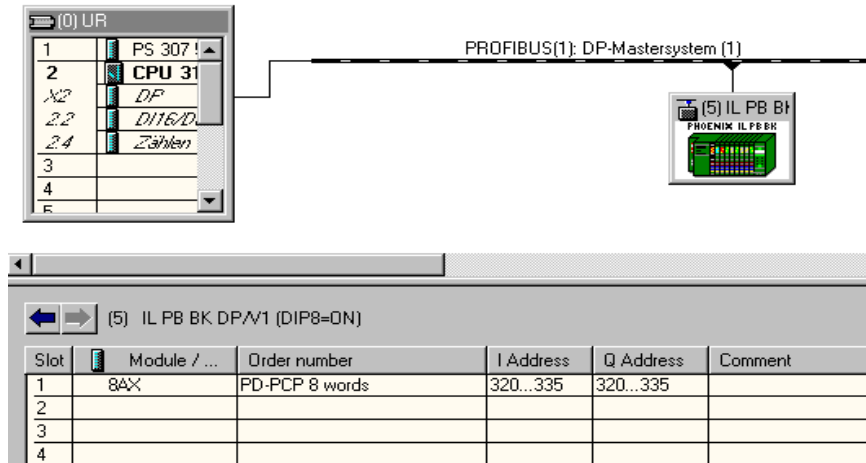 (0) UR
1 PS 307 5
2 CPU 31
X2 DP
2.2 DI16/D
2.4 Zählen
3
4
5
PROFIBUS(1): DP-Mastersystem (1)
(5) IL PB BK
PHOENIX IL PB BK
(5) IL PB BK DP/V1 (DIP8=ON)
Slot Module / ... Order number I Address Q Address Comment
1 8AX PD-PCP 8 words 320...335 320...335
2
3
4